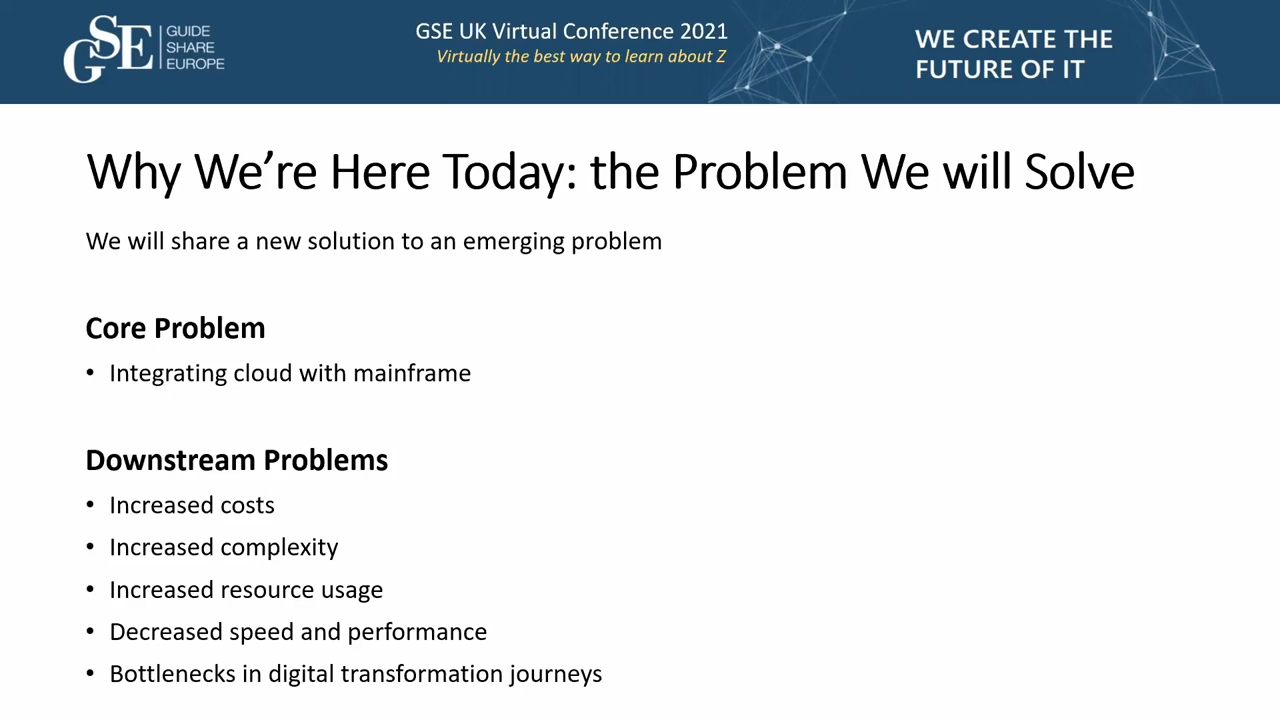 GSE
GUIDE
SHARE
EUROPE
GSE UK Virtual Conference 2021
Virtually the best way to learn about Z
WE CREATE THE
FUTURE OF IT
Why We’re Here Today: the Problem We will Solve
We will share a new solution to an emerging problem
Core Problem
• Integrating cloud with mainframe
Downstream Problems
• Increased costs
• Increased complexity
• Increased resource usage
• Decreased speed and performance
• Bottlenecks in digital transformation journeys